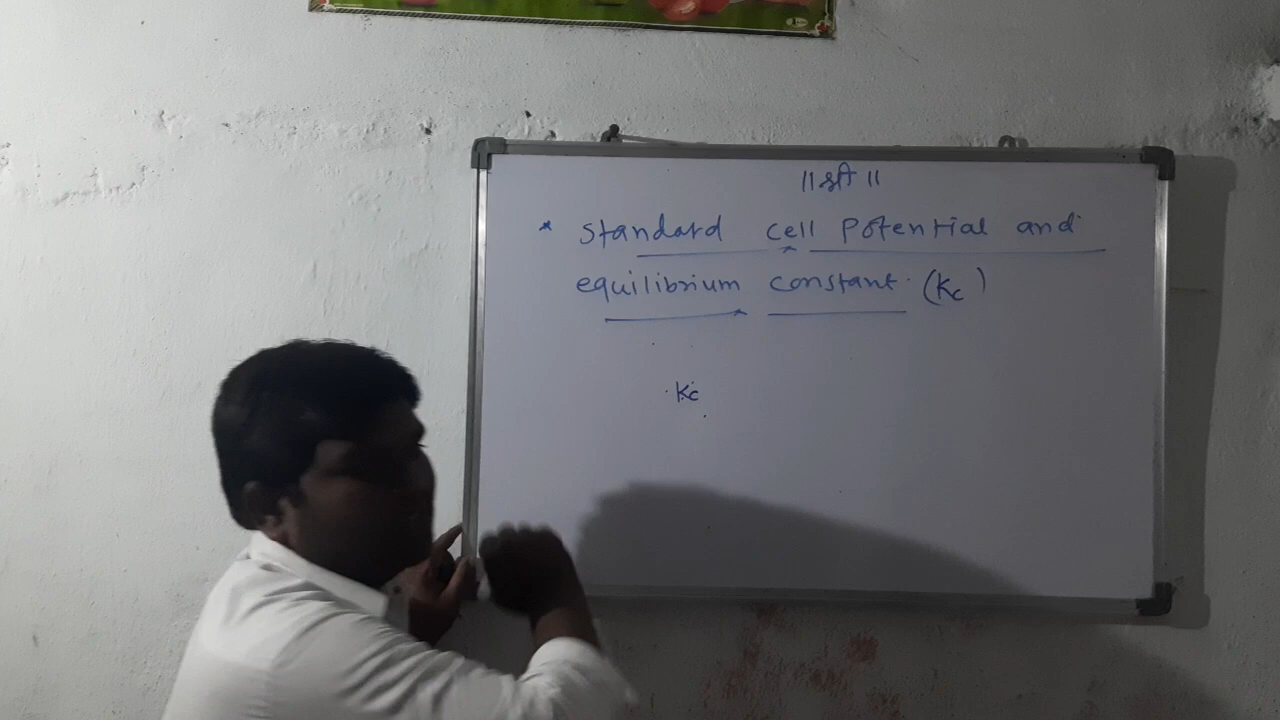 ॥ श्री ॥
* Standard cell potential and
equilibrium constant. (Kc)
Kc